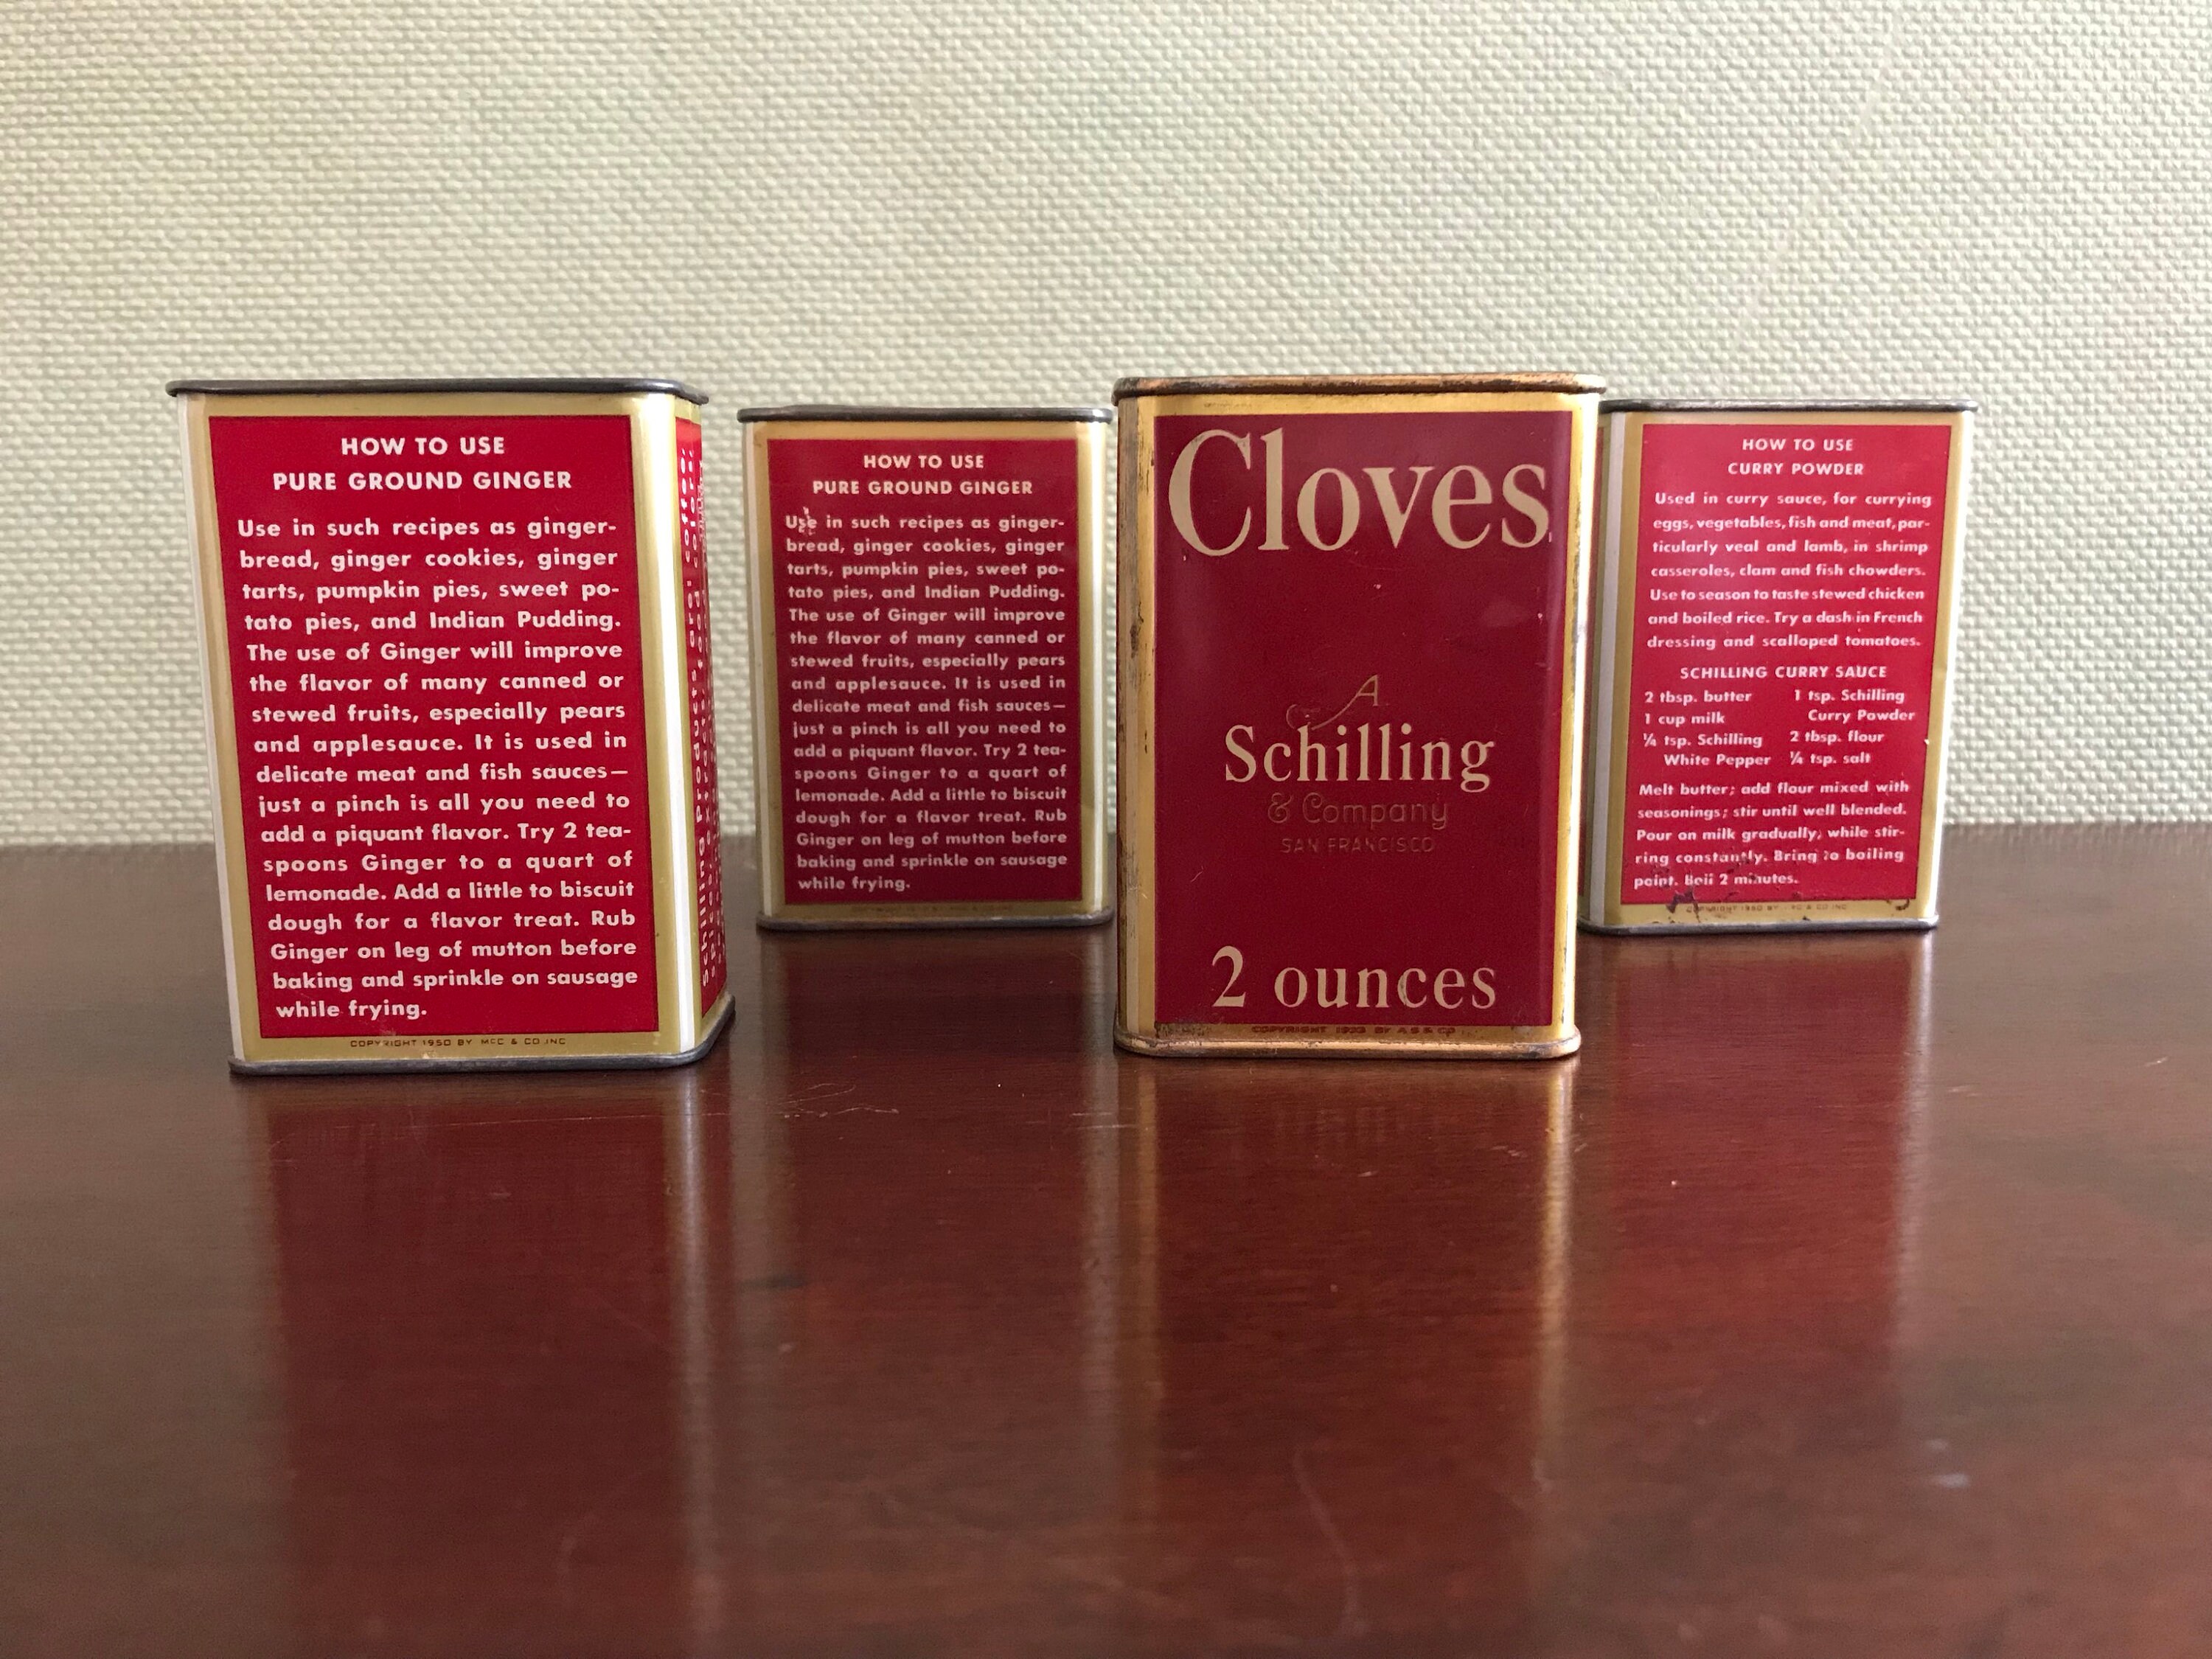 HOW TO USE
PURE GROUND GINGER
Use in such recipes as ginger-
bread, ginger cookies, ginger
tarts, pumpkin pies, sweet po-
tato pies, and Indian Pudding.
The use of Ginger will improve
the flavor of many canned or
stewed fruits, especially pears
and applesauce. It is used in
delicate meat and fish sauces—
just a pinch is all you need to
add a piquant flavor. Try 2 tea-
spoons Ginger to a quart of
lemonade. Add a little to biscuit
dough for a flavor treat. Rub
Ginger on leg of mutton before
baking and sprinkle on sausage
while frying.
COPYRIGHT 1950 BY McC & CO INC
Schilling products are: coffee,
HOW TO USE
PURE GROUND GINGER
Use in such recipes as ginger-
bread, ginger cookies, ginger
tarts, pumpkin pies, sweet po-
tato pies, and Indian Pudding.
The use of Ginger will improve
the flavor of many canned or
stewed fruits, especially pears
and applesauce. It is used in
delicate meat and fish sauces—
just a pinch is all you need to
add a piquant flavor. Try 2 tea-
spoons Ginger to a quart of
lemonade. Add a little to biscuit
dough for a flavor treat. Rub
Ginger on leg of mutton before
baking and sprinkle on sausage
while frying.
Cloves
A
Schilling
& Company
SAN FRANCISCO
2 ounces
COPYRIGHT 1933 BY A S & CO
HOW TO USE
CURRY POWDER
Used in curry sauce, for currying
eggs, vegetables, fish and meat, par-
ticularly veal and lamb, in shrimp
casseroles, clam and fish chowders.
Use to season to taste stewed chicken
and boiled rice. Try a dash in French
dressing and scalloped tomatoes.
SCHILLING CURRY SAUCE
2 tbsp. butter 1 tsp. Schilling
1 cup milk Curry Powder
¼ tsp. Schilling 2 tbsp. flour
White Pepper ¼ tsp. salt
Melt butter; add flour mixed with
seasonings; stir until well blended.
Pour on milk gradually, while stir-
ring constantly. Bring to boiling
point. Boil 2 minutes.
COPYRIGHT 1950 BY McC & CO INC